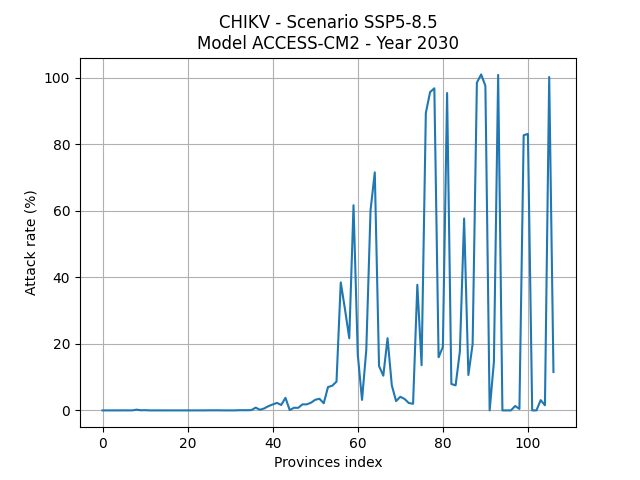 CHIKV - Scenario SSP5-8.5
Model ACCESS-CM2 - Year 2030
100
80
60
40
20
0
Attack rate (%)
0 20 40 60 80 100
Provinces index